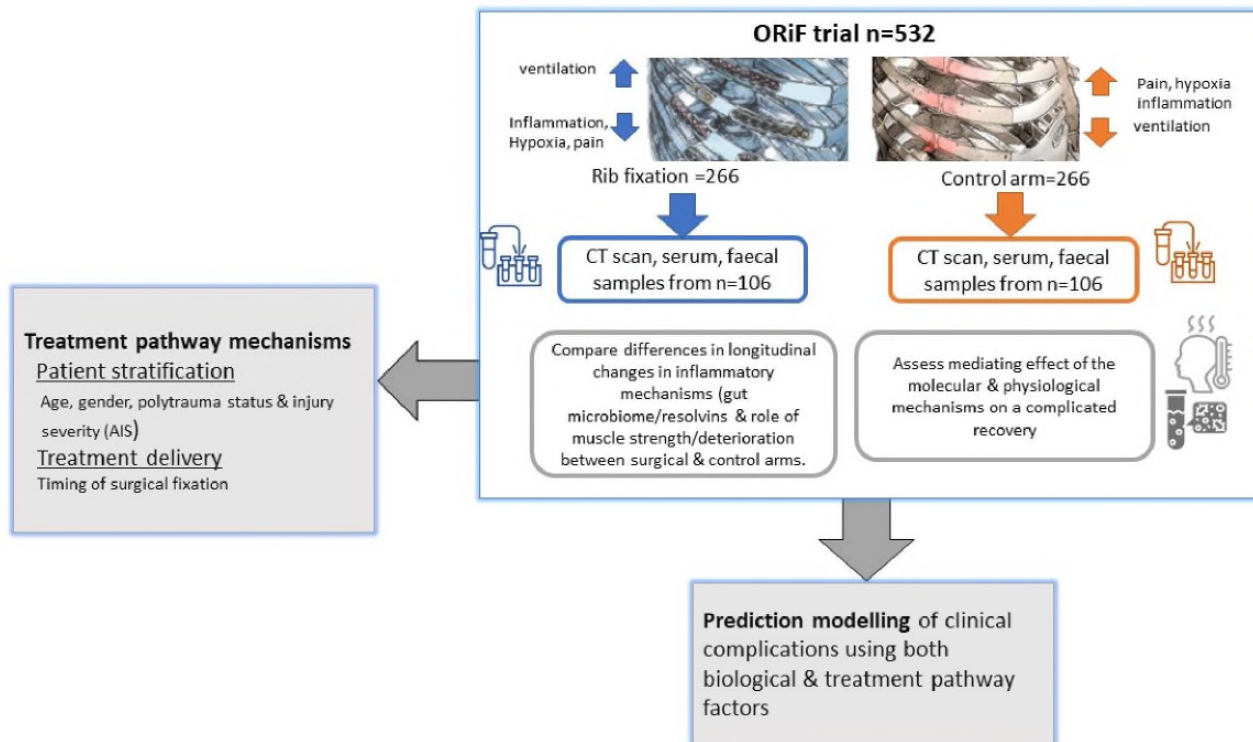 ORiF trial n=532
ventilation
Inflammation,
Hypoxia, pain
Pain, hypoxia
inflammation
ventilation
Rib fixation =266
Control arm=266
CT scan, serum, faecal
samples from n=106
CT scan, serum, faecal
samples from n=106
Compare differences in longitudinal
changes in inflammatory
mechanisms (gut
microbiome/resolvins & role of
muscle strength/deterioration
between surgical & control arms.
Assess mediating effect of the
molecular & physiological
mechanisms on a complicated
recovery
Treatment pathway mechanisms
Patient stratification
Age, gender, polytrauma status & injury
severity (AIS)
Treatment delivery
Timing of surgical fixation
Prediction modelling of clinical
complications using both
biological & treatment pathway
factors